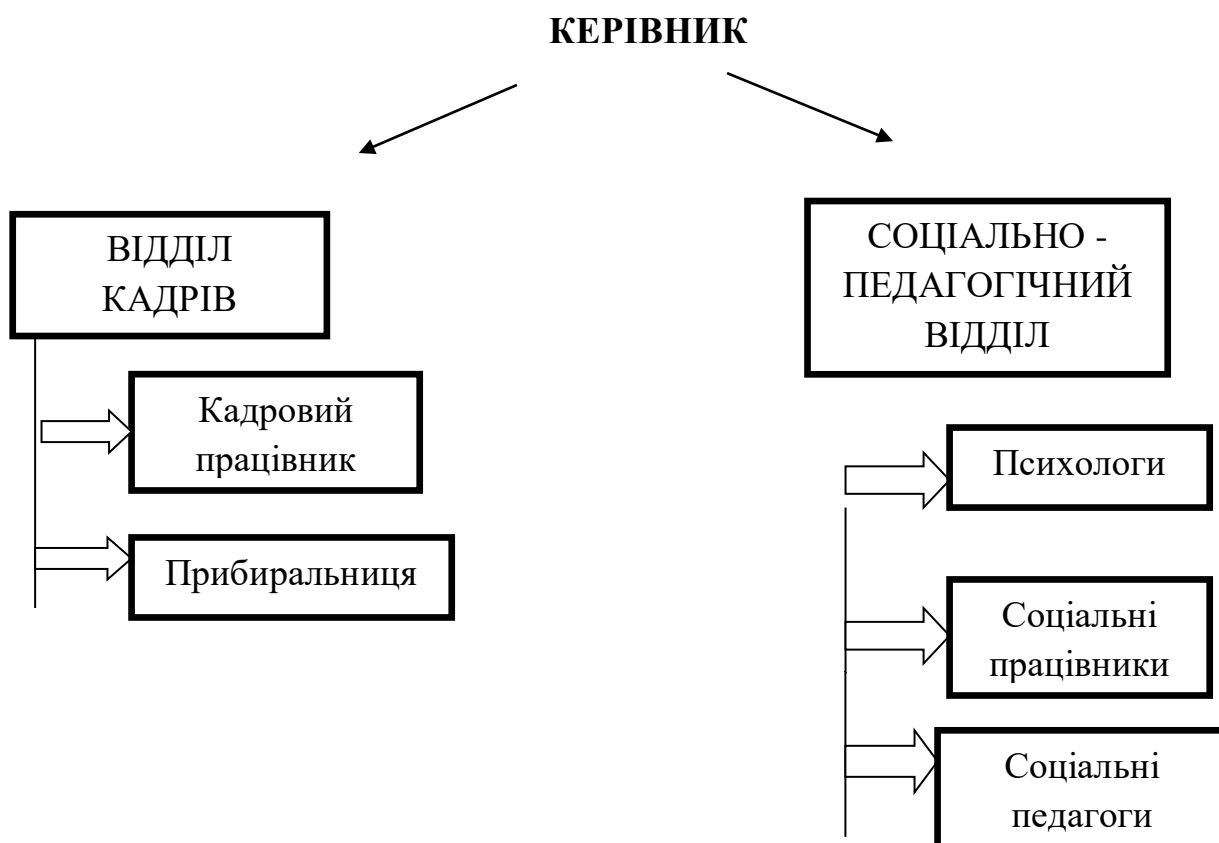 КЕРІВНИК
ВІДДІЛ
КАДРІВ
Кадровий
працівник
Прибиральниця
СОЦІАЛЬНО -
ПЕДАГОГІЧНИЙ
ВІДДІЛ
Психологи
Соціальні
працівники
Соціальні
педагоги